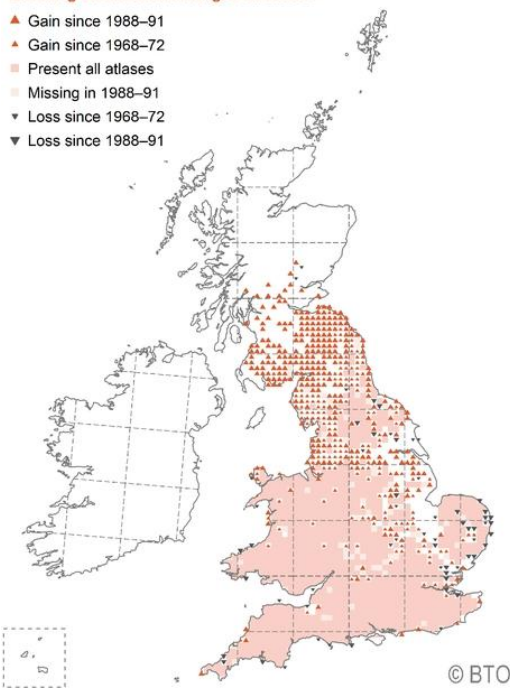 Gain since 1988–91
Gain since 1968–72
Present all atlases
Missing in 1988–91
Loss since 1968–72
Loss since 1988–91
© BTO